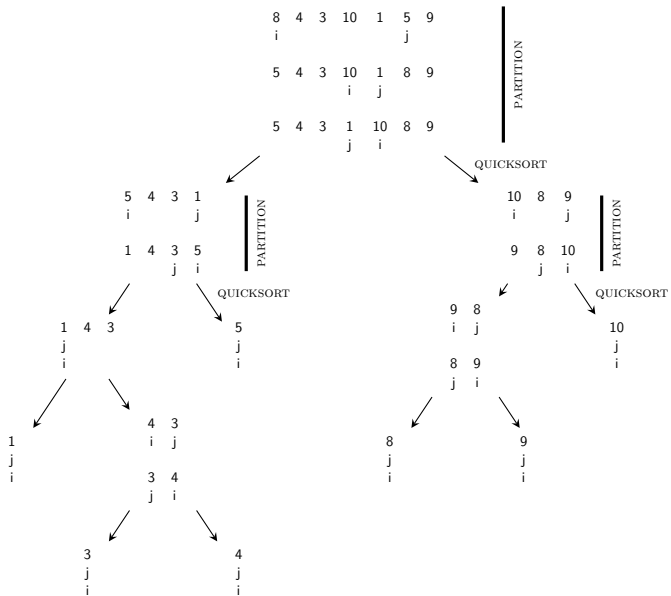 8 4 3 10 1 5 9
i j
PARTITION
5 4 3 10 1 8 9
i j
5 4 3 1 10 8 9
j i
QUICKSORT
5 4 3 1
i j
PARTITION
1 4 3 5
j i
QUICKSORT
10 8 9
i j
PARTITION
9 8 10
j i
QUICKSORT
1 4 3
j
i
5
j
i
9 8
i j
8 9
j i
10
j
i
1
j
i
4 3
i j
3 4
j i
8
j
i
9
j
i
3
j
i
4
j
i